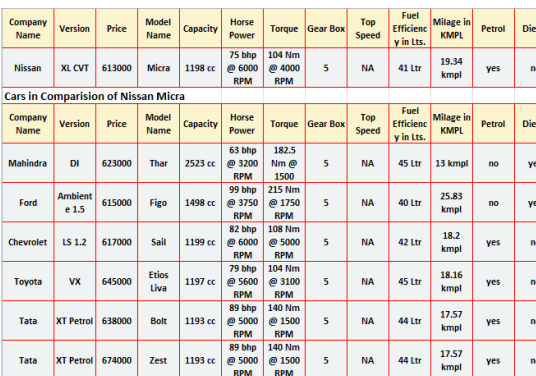 Company Name Version Price Model Name Capacity Horse Power Torque Gear Box Top Speed Fuel Efficienc y in Lts. Milage in KMPL Petrol Die
Nissan XL CVT 613000 Micra 1198 cc 75 bhp @ 6000 RPM 104 Nm @ 4000 RPM 5 NA 41 Ltr 19.34 kmpl yes n
Cars in Comparision of Nissan Micra
Company Name Version Price Model Name Capacity Horse Power Torque Gear Box Top Speed Fuel Efficienc y in Lts. Milage in KMPL Petrol Die
Mahindra DI 623000 Thar 2523 cc 63 bhp @ 3200 RPM 182.5 Nm @ 1500 5 NA 45 Ltr 13 kmpl no ye
Ford Ambient e 1.5 615000 Figo 1498 cc 99 bhp @ 3750 RPM 215 Nm @ 1750 RPM 5 NA 40 Ltr 25.83 kmpl no ye
Chevrolet LS 1.2 617000 Sail 1199 cc 82 bhp @ 6000 RPM 108 Nm @ 5000 RPM 5 NA 42 Ltr 18.2 kmpl yes n
Toyota VX 645000 Etios Liva 1197 cc 79 bhp @ 5600 RPM 104 Nm @ 3100 RPM 5 NA 45 Ltr 18.16 kmpl yes n
Tata XT Petrol 638000 Bolt 1193 cc 89 bhp @ 5000 RPM 140 Nm @ 1500 RPM 5 NA 44 Ltr 17.57 kmpl yes n
Tata XT Petrol 674000 Zest 1193 cc 89 bhp @ 5000 RPM 140 Nm @ 1500 RPM 5 NA 44 Ltr 17.57 kmpl yes n